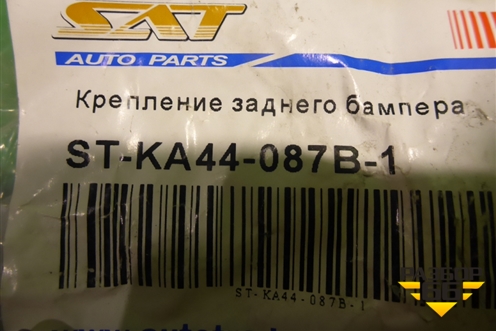 SAT
AUTO PARTS
Крепление заднего бампера
ST-KA44-087B-1
ST-KA44-087B-1